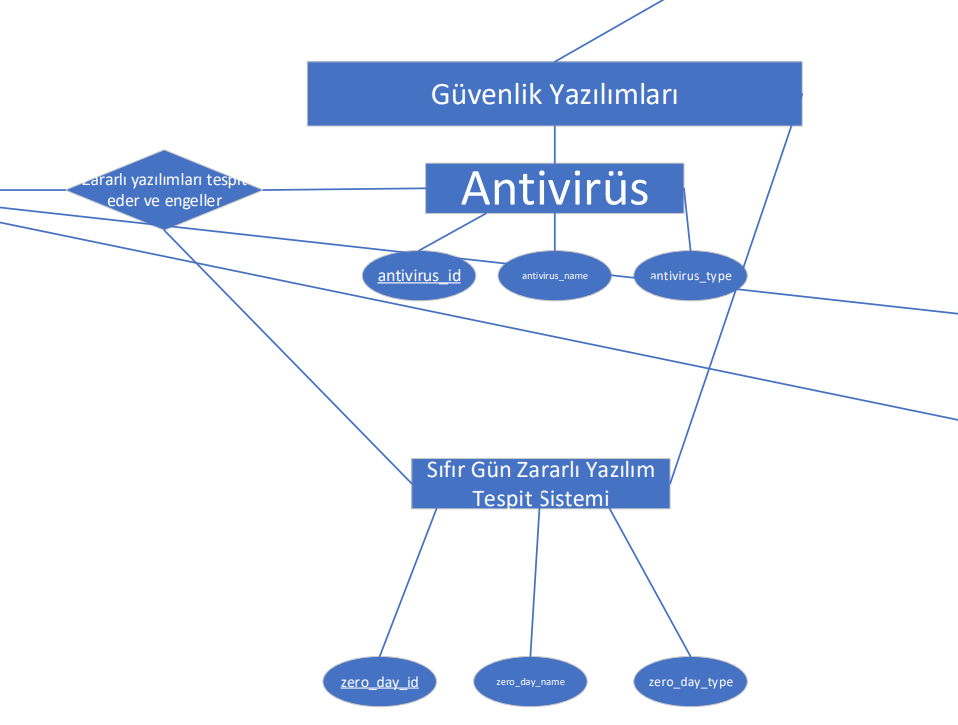 Güvenlik Yazılımları
Antivirüs
Zararlı yazılımları tespit
eder ve engeller
antivirus_id
antivirus_name
antivirus_type
Sıfır Gün Zararlı Yazılım
Tespit Sistemi
zero_day_id
zero_day_name
zero_day_type